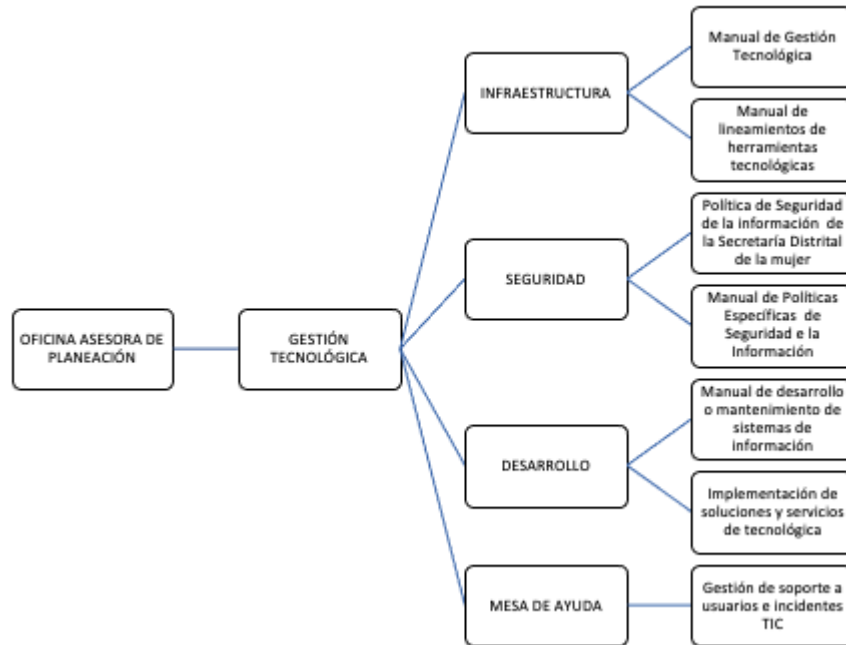 OFICINA ASESORA DE
PLANEACIÓN
GESTIÓN
TECNOLÓGICA
INFRAESTRUCTURA
Manual de Gestión
Tecnológica
Manual de
lineamientos de
herramientas
tecnológicas
SEGURIDAD
Política de Seguridad
de la información de
la Secretaría Distrital
de la mujer
Manual de Políticas
Específicas de
Seguridad e la
Información
DESARROLLO
Manual de desarrollo
o mantenimiento de
sistemas de
información
Implementación de
soluciones y servicios
de tecnológica
MESA DE AYUDA
Gestión de soporte a
usuarios e incidentes
TIC